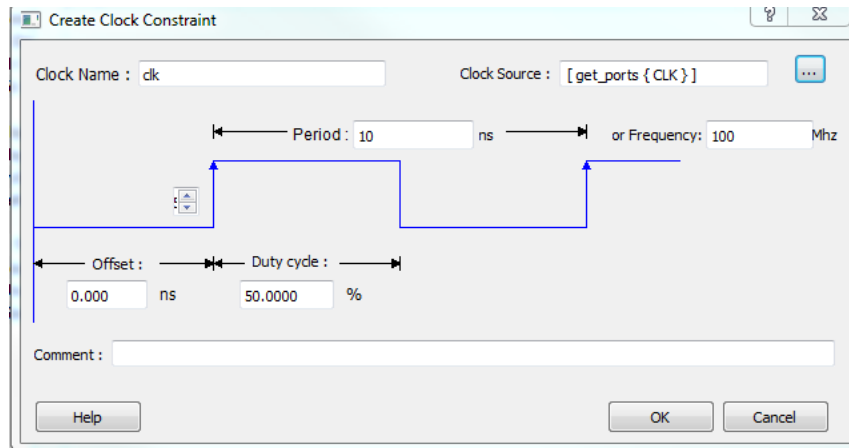 Create Clock Constraint
Clock Name : clk Clock Source : [ get_ports { CLK } ] ...
Period : 10 ns or Frequency: 100 Mhz
Offset : Duty cycle :
0.000 ns 50.0000 %
Comment :
Help OK Cancel